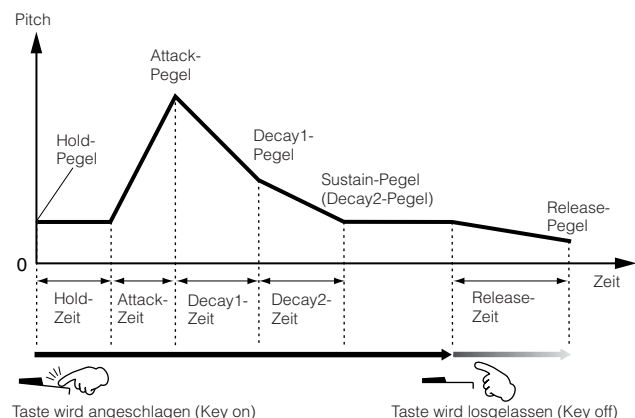 Pitch
Attack-
Pegel
Hold-
Pegel
Decay1-
Pegel
Sustain-Pegel
(Decay2-Pegel)
Release-
Pegel
0
Zeit
Hold-
Zeit
Attack-
Zeit
Decay1-
Zeit
Decay2-
Zeit
Release-
Zeit
Taste wird angeschlagen (Key on)
Taste wird losgelassen (Key off)